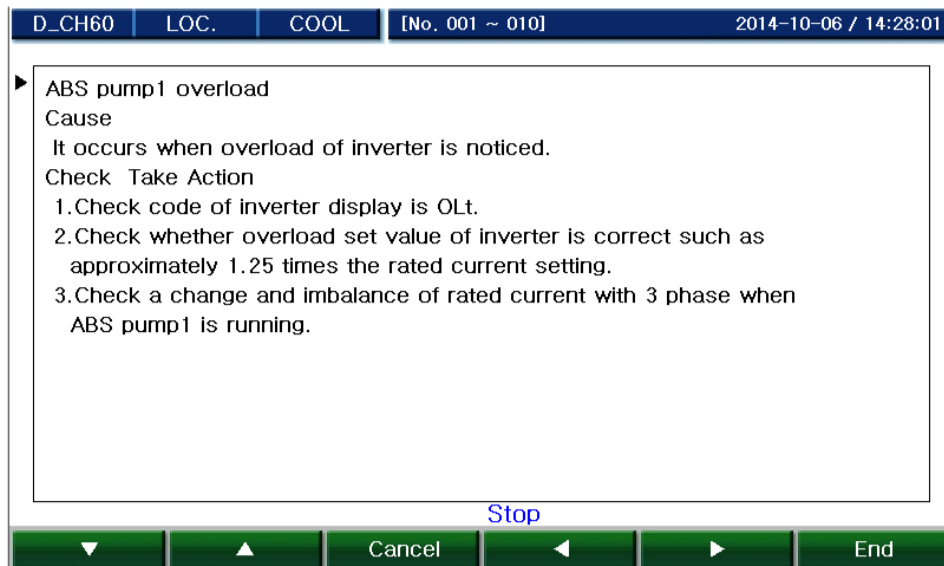 D_CH60 LOC. COOL [No. 001 ~ 010] 2014-10-06 / 14:28:01
ABS pump1 overload
Cause
It occurs when overload of inverter is noticed.
Check Take Action
1.Check code of inverter display is OLt.
2.Check whether overload set value of inverter is correct such as
approximately 1.25 times the rated current setting.
3.Check a change and imbalance of rated current with 3 phase when
ABS pump1 is running.
Stop
Cancel End